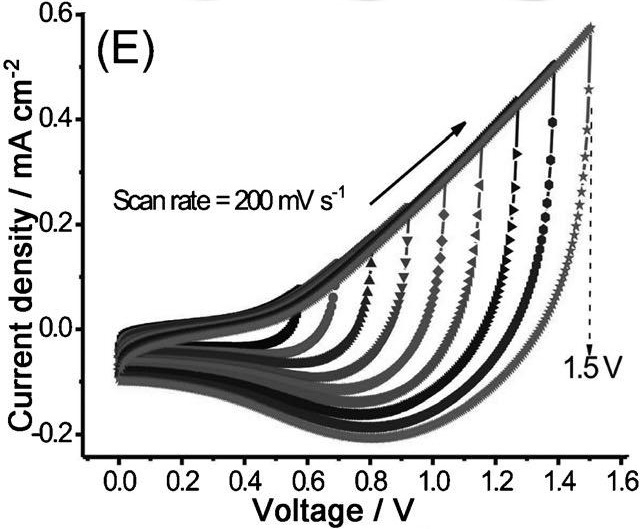 (E)
Current density / mA cm⁻²
0.6
0.4
0.2
0.0
-0.2
Scan rate = 200 mV s⁻¹
1.5 V
0.0 0.2 0.4 0.6 0.8 1.0 1.2 1.4 1.6
Voltage / V